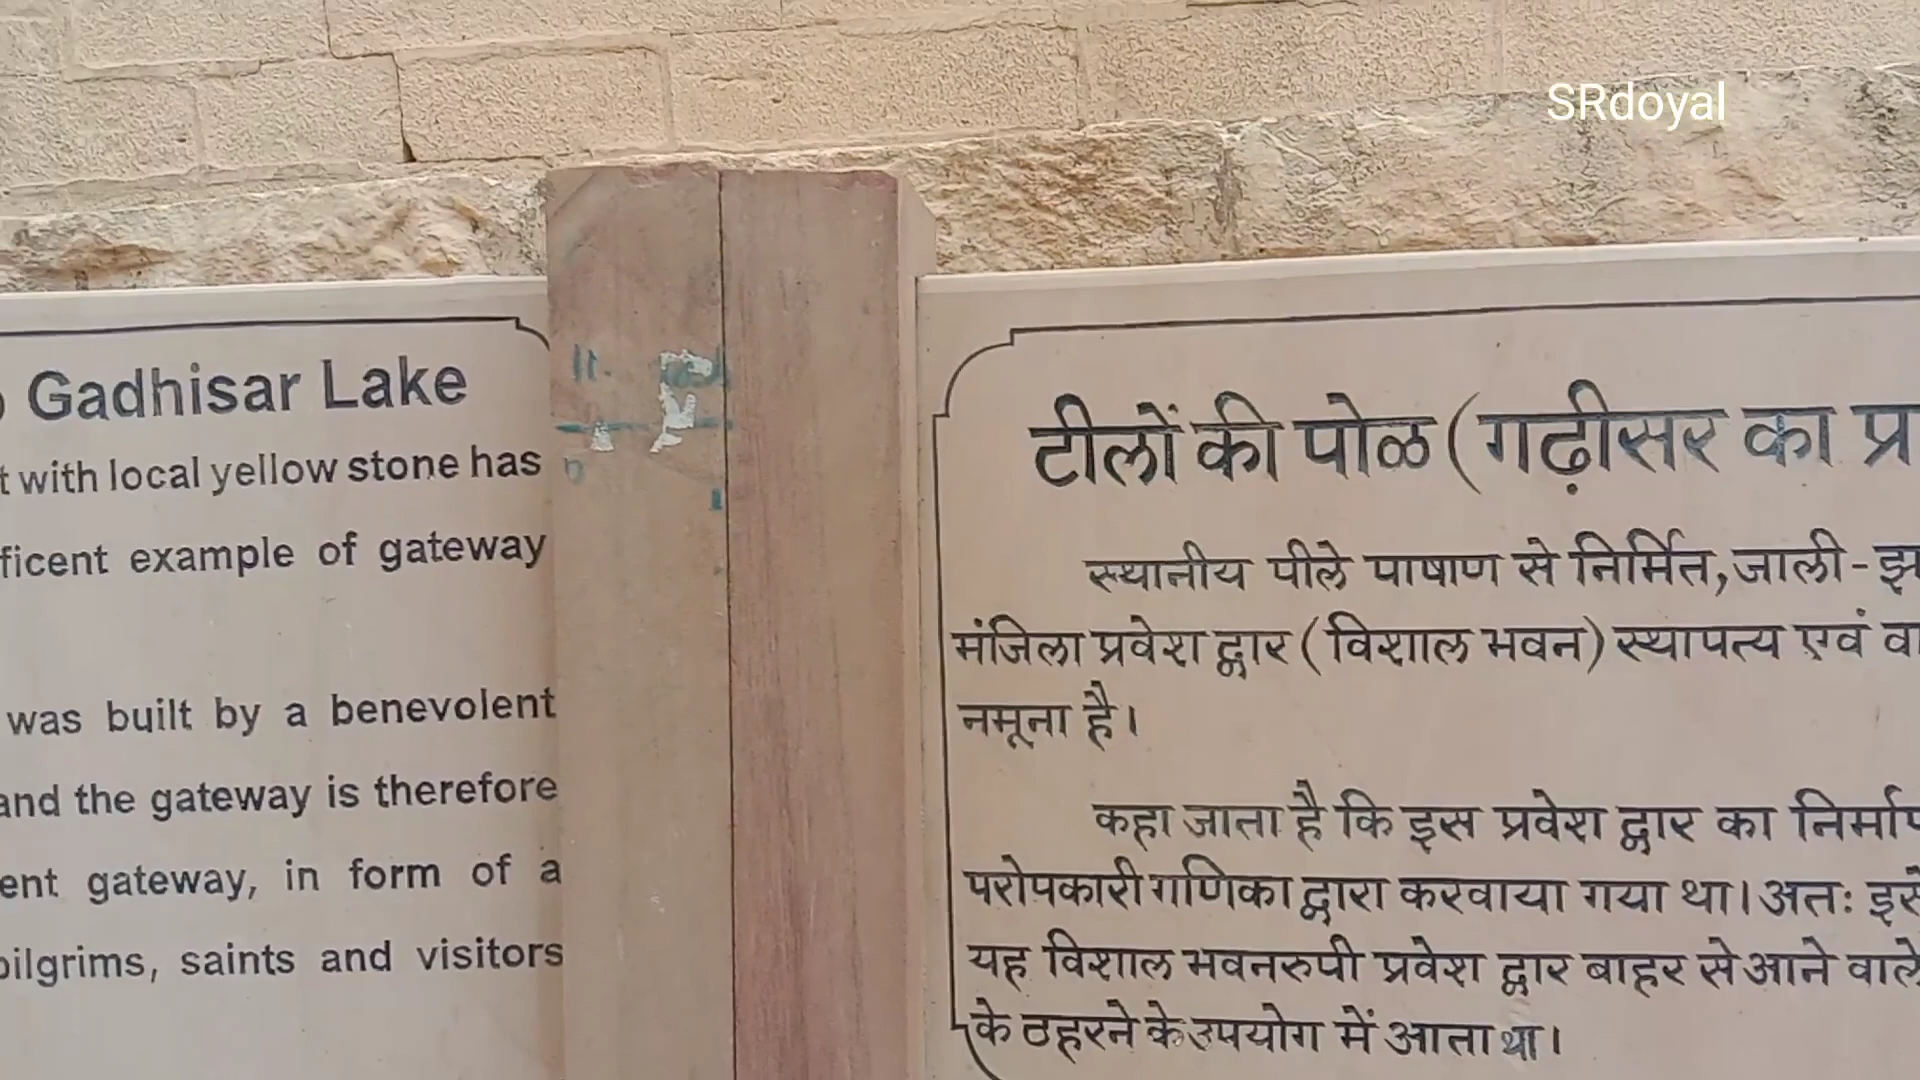 SRdoyal
Gadhisar Lake
with local yellow stone has
example of gateway
was built by a benevolent
and the gateway is therefore
gateway, in form of a
pilgrims, saints and visitors
टीलों की पोळ (गढ़ीसर का प्र
स्थानीय पीले पाषाण से निर्मित, जाली-झ
मंजिला प्रवेश द्वार (विशाल भवन) स्थापत्य एवं वा
नमूना है।
कहा जाता है कि इस प्रवेश द्वार का निर्माण
परोपकारी गणिका द्वारा करवाया गया था। अतः इसे
यह विशाल भवनरुपी प्रवेश द्वार बाहर से आने वाले
के ठहरने के उपयोग में आता था।